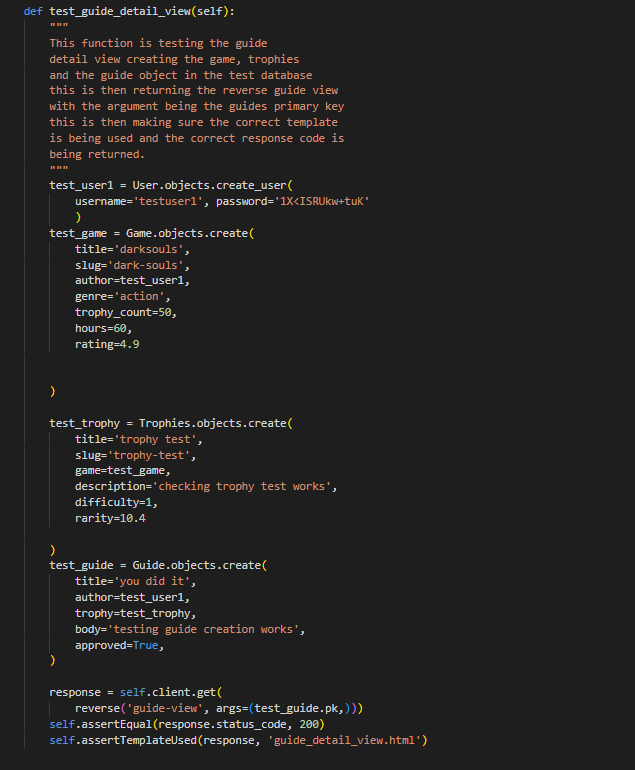 def test_guide_detail_view(self):
"""
This function is testing the guide
detail view creating the game, trophies
and the guide object in the test database
this is then returning the reverse guide view
with the argument being the guides primary key
this is then making sure the correct template
is being used and the correct response code is
being returned.
"""
test_user1 = User.objects.create_user(
username='testuser1', password='1X<ISRUkw+tuK'
)
test_game = Game.objects.create(
title='darksouls',
slug='dark-souls',
author=test_user1,
genre='action',
trophy_count=50,
hours=60,
rating=4.9
)
test_trophy = Trophies.objects.create(
title='trophy test',
slug='trophy-test',
game=test_game,
description='checking trophy test works',
difficulty=1,
rarity=10.4
)
test_guide = Guide.objects.create(
title='you did it',
author=test_user1,
trophy=test_trophy,
body='testing guide creation works',
approved=True,
)
response = self.client.get(
reverse('guide-view', args=(test_guide.pk,)))
self.assertEqual(response.status_code, 200)
self.assertTemplateUsed(response, 'guide_detail_view.html')